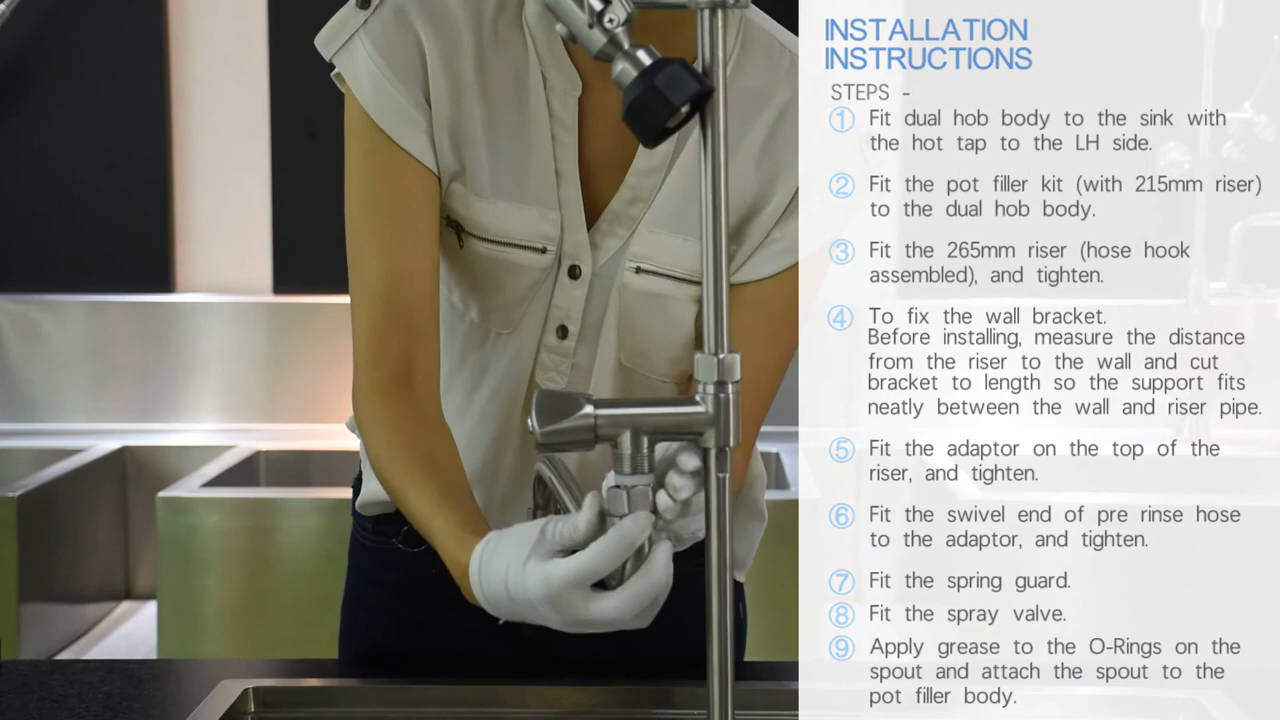 INSTALLATION
INSTRUCTIONS
STEPS -
① Fit dual hob body to the sink with
the hot tap to the LH side.
② Fit the pot filler kit (with 215mm riser)
to the dual hob body.
③ Fit the 265mm riser (hose hook
assembled), and tighten.
④ To fix the wall bracket.
Before installing, measure the distance
from the riser to the wall and cut
bracket to length so the support fits
neatly between the wall and riser pipe.
⑤ Fit the adaptor on the top of the
riser, and tighten.
⑥ Fit the swivel end of pre rinse hose
to the adaptor, and tighten.
⑦ Fit the spring guard.
⑧ Fit the spray valve.
⑨ Apply grease to the O-Rings on the
spout and attach the spout to the
pot filler body.